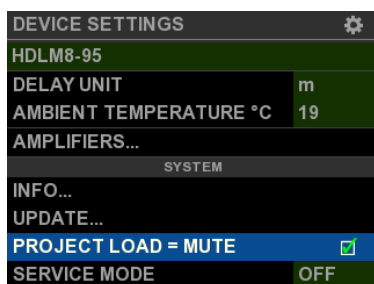 DEVICE SETTINGS
HDLM8-95
DELAY UNIT m
AMBIENT TEMPERATURE °C 19
AMPLIFIERS...
SYSTEM
INFO...
UPDATE...
PROJECT LOAD = MUTE
SERVICE MODE OFF